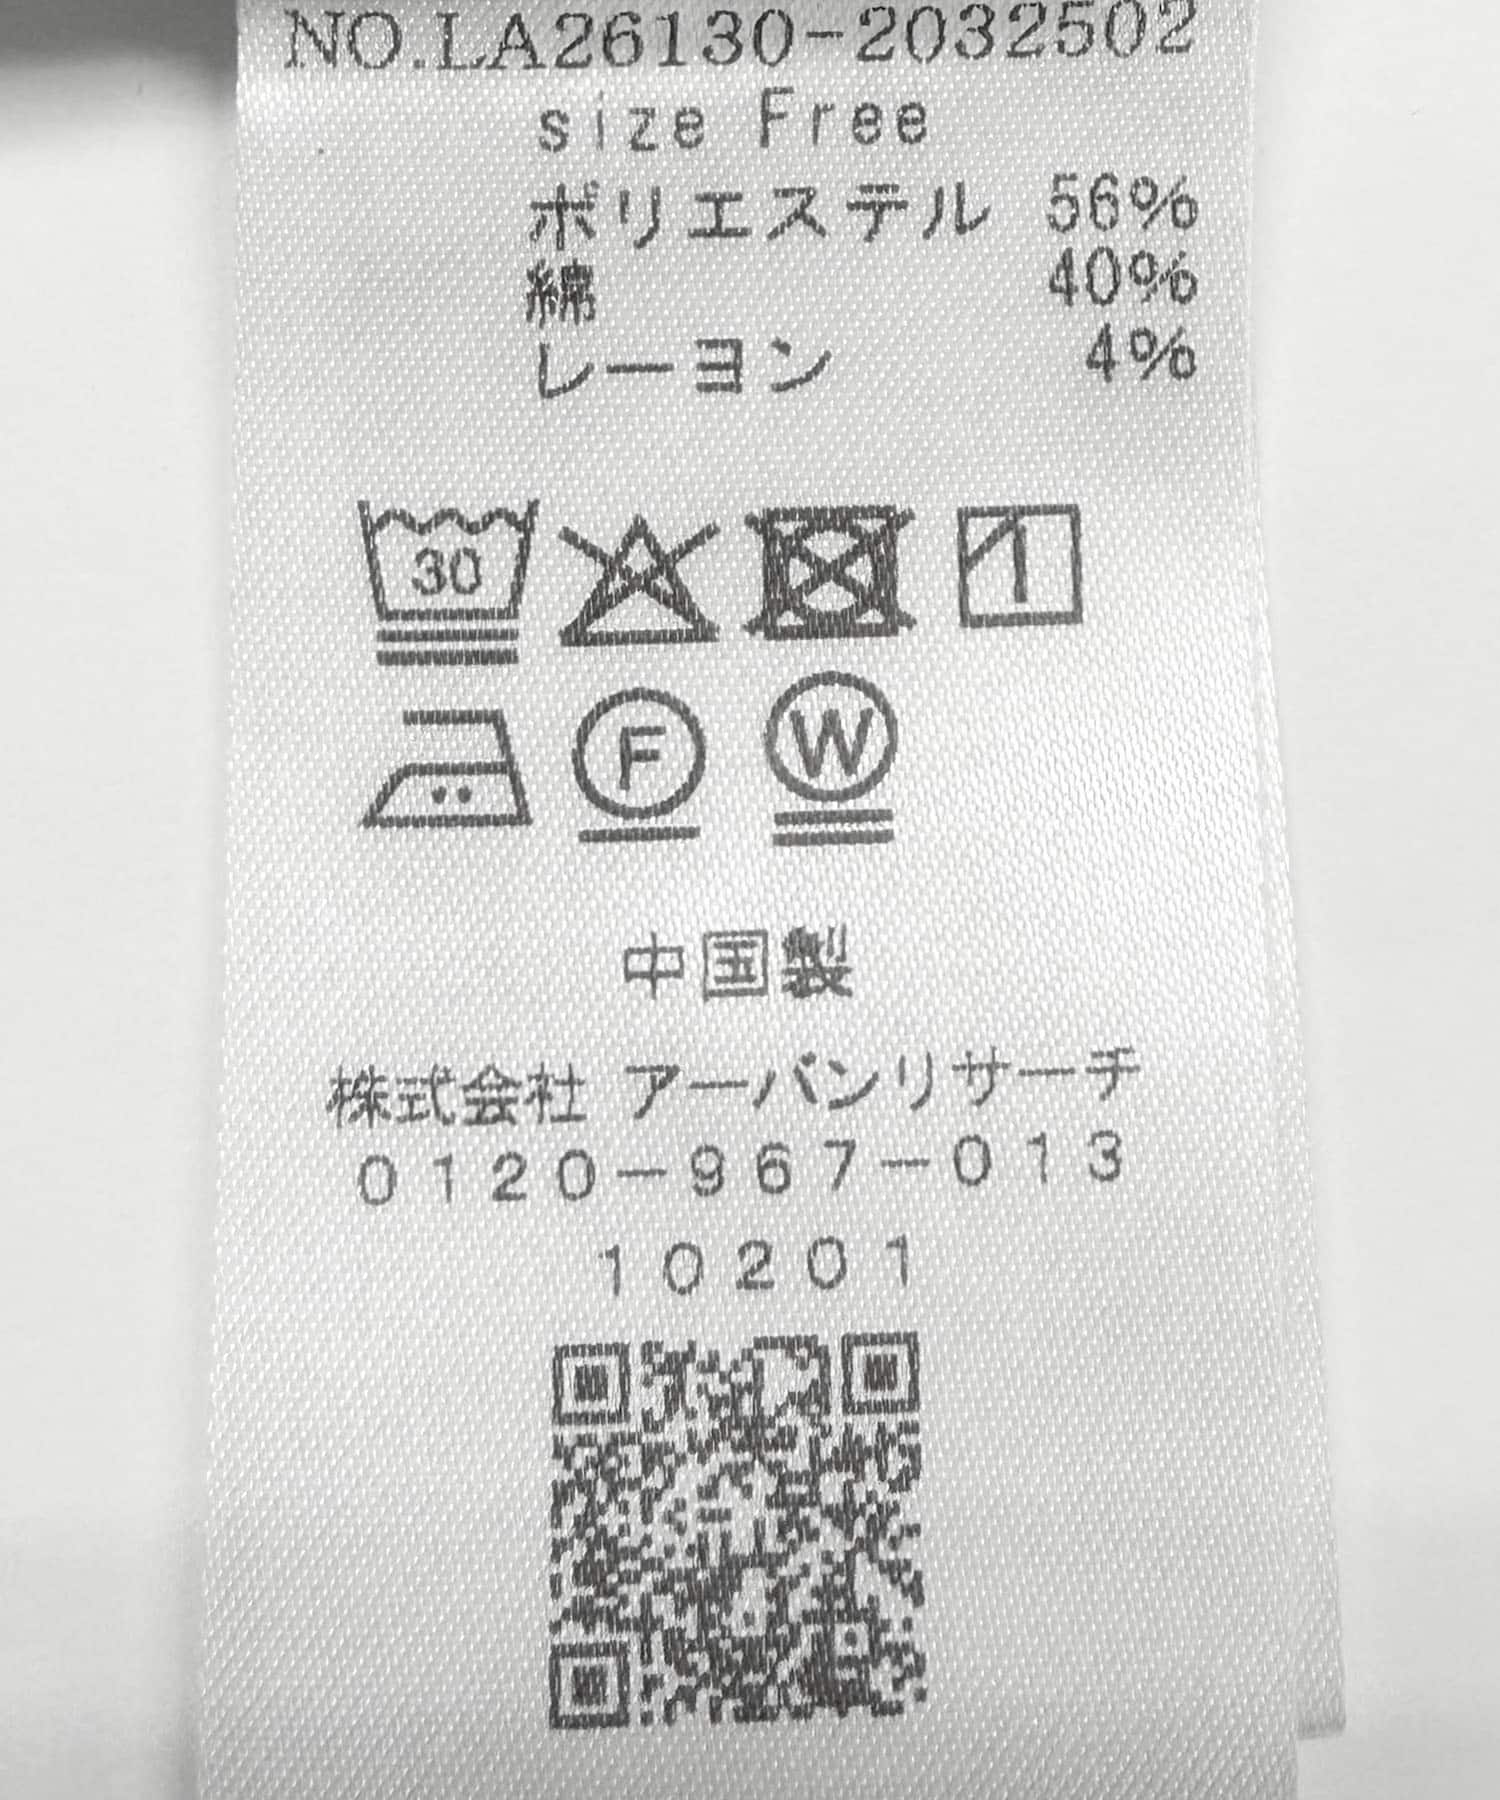 NO.LA26130-2032502
size Free
ポリエステル 56%
綿 40%
レーヨン 4%
30
F W
中国製
株式会社 アーバンリサーチ
0120-967-013
10201